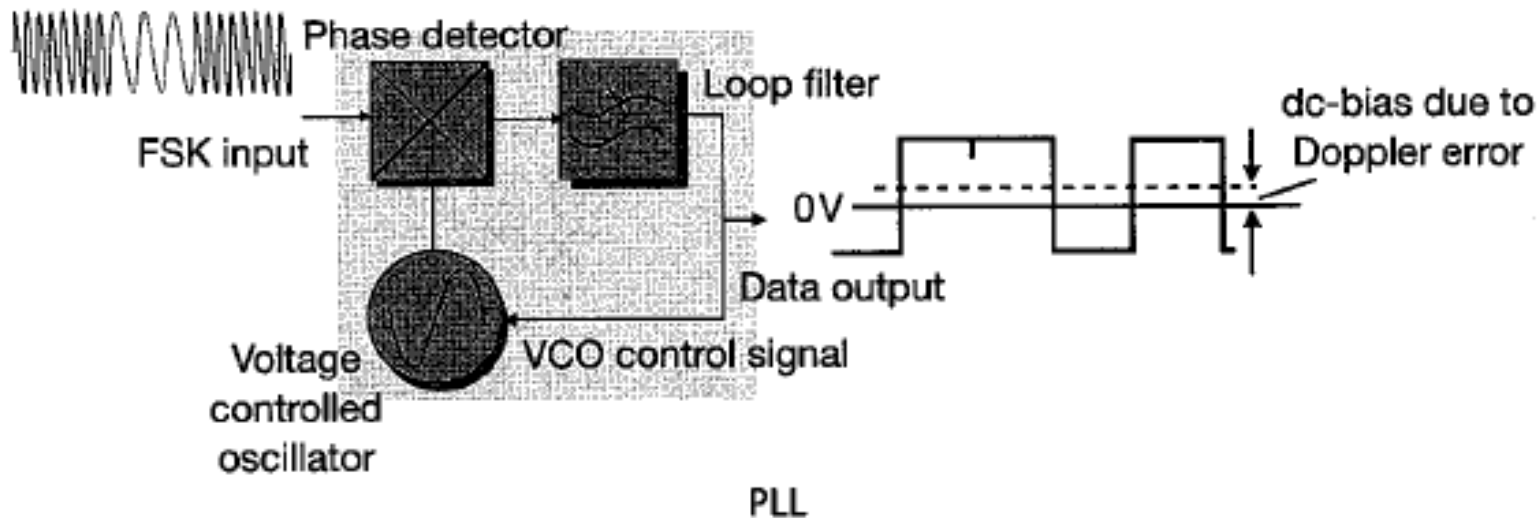 Phase detector
Loop filter
FSK input
dc-bias due to
Doppler error
0V
Data output
VCO control signal
Voltage
controlled
oscillator
PLL